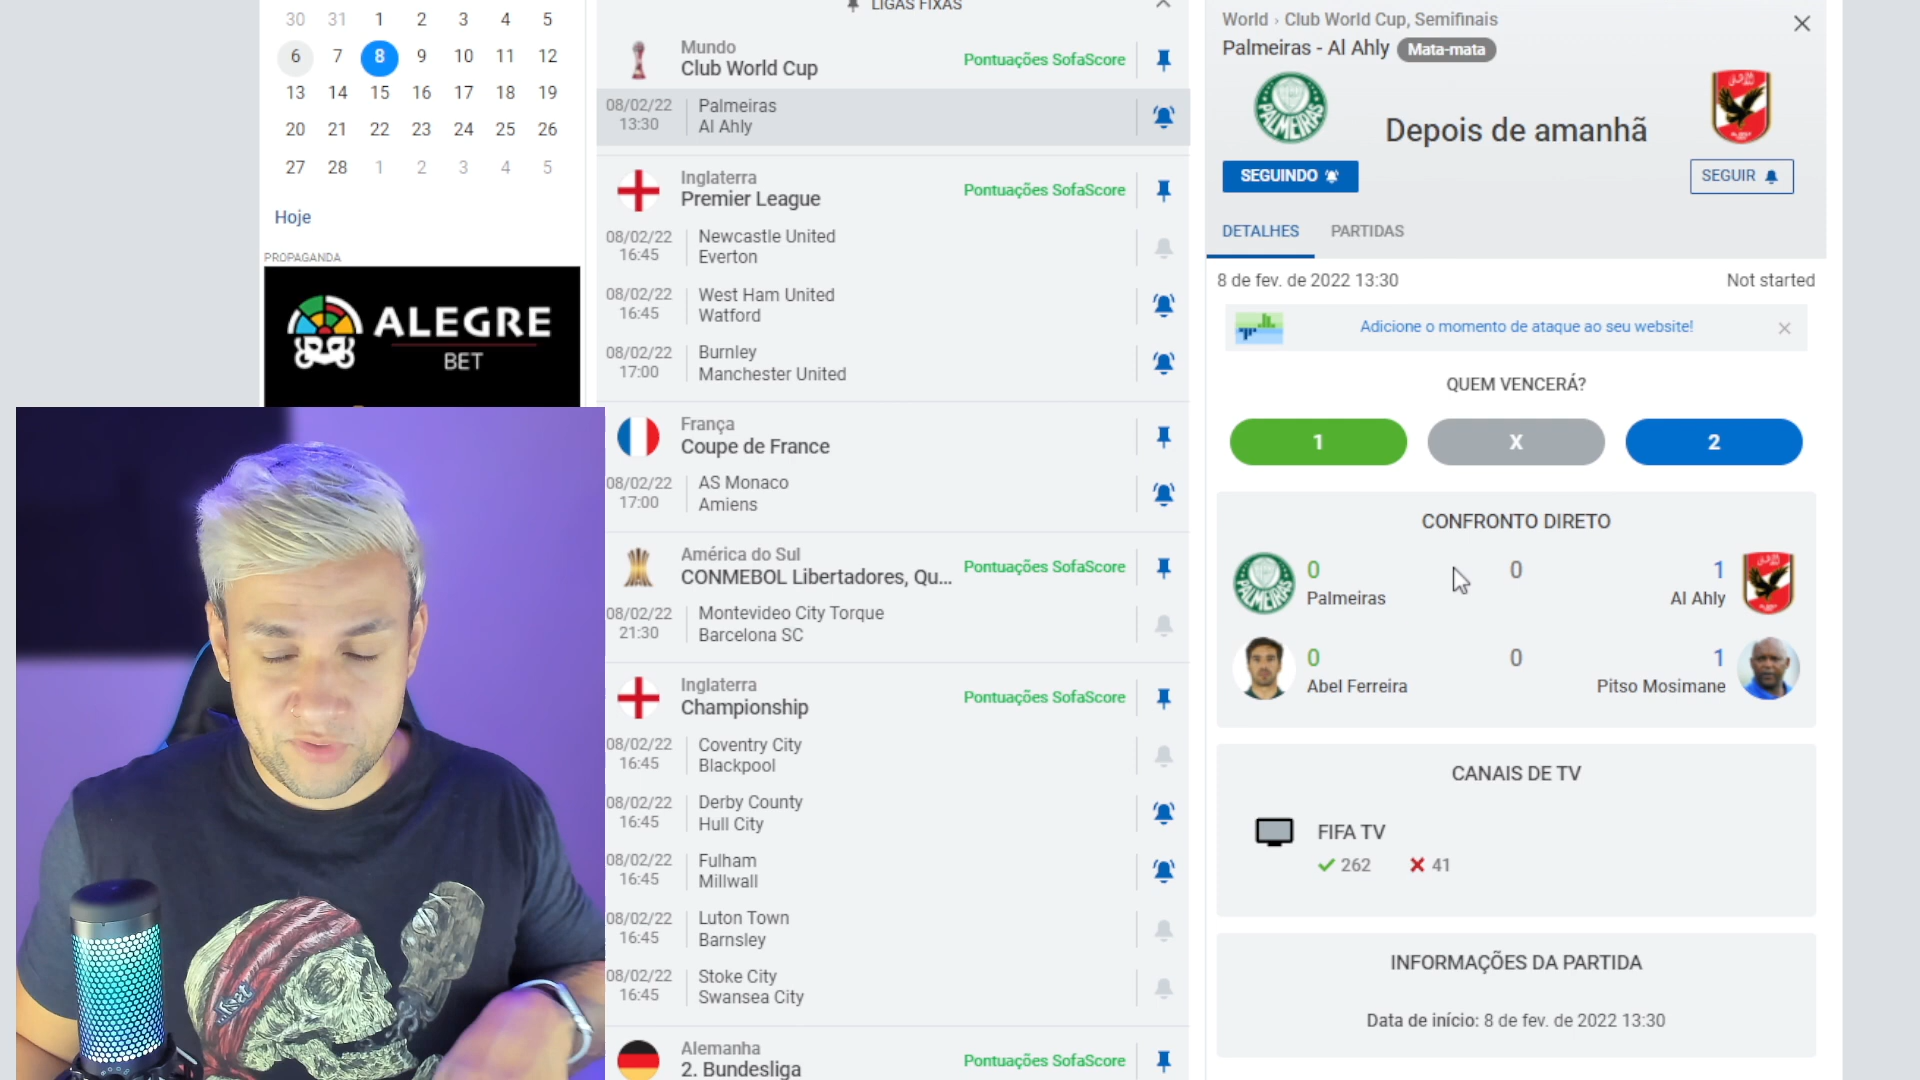 30 31 1 2 3 4 5
6 7 8 9 10 11 12
13 14 15 16 17 18 19
20 21 22 23 24 25 26
27 28 1 2 3 4 5
Hoje
PROPAGANDA
ALEGRE
BET
LIGAS FIXAS
Mundo
Club World Cup
Pontuações SofaScore
08/02/22 Palmeiras
13:30 Al Ahly
Inglaterra
Premier League
Pontuações SofaScore
08/02/22 Newcastle United
16:45 Everton
08/02/22 West Ham United
16:45 Watford
08/02/22 Burnley
17:00 Manchester United
França
Coupe de France
08/02/22 AS Monaco
17:00 Amiens
América do Sul
CONMEBOL Libertadores, Qu...
Pontuações SofaScore
08/02/22 Montevideo City Torque
21:30 Barcelona SC
Inglaterra
Championship
Pontuações SofaScore
08/02/22 Coventry City
16:45 Blackpool
08/02/22 Derby County
16:45 Hull City
08/02/22 Fulham
16:45 Millwall
08/02/22 Luton Town
16:45 Barnsley
08/02/22 Stoke City
16:45 Swansea City
Alemanha
2. Bundesliga
Pontuações SofaScore
World › Club World Cup, Semifinais
Palmeiras - Al Ahly Mata-mata
PALMEIRAS
Depois de amanhã
SEGUINDO
SEGUIR
DETALHES PARTIDAS
8 de fev. de 2022 13:30 Not started
Adicione o momento de ataque ao seu website!
QUEM VENCERÁ?
1 X 2
CONFRONTO DIRETO
PALMEIRAS
0 0 1
Palmeiras Al Ahly
0 0 1
Abel Ferreira Pitso Mosimane
CANAIS DE TV
FIFA TV
262 41
INFORMAÇÕES DA PARTIDA
Data de início: 8 de fev. de 2022 13:30